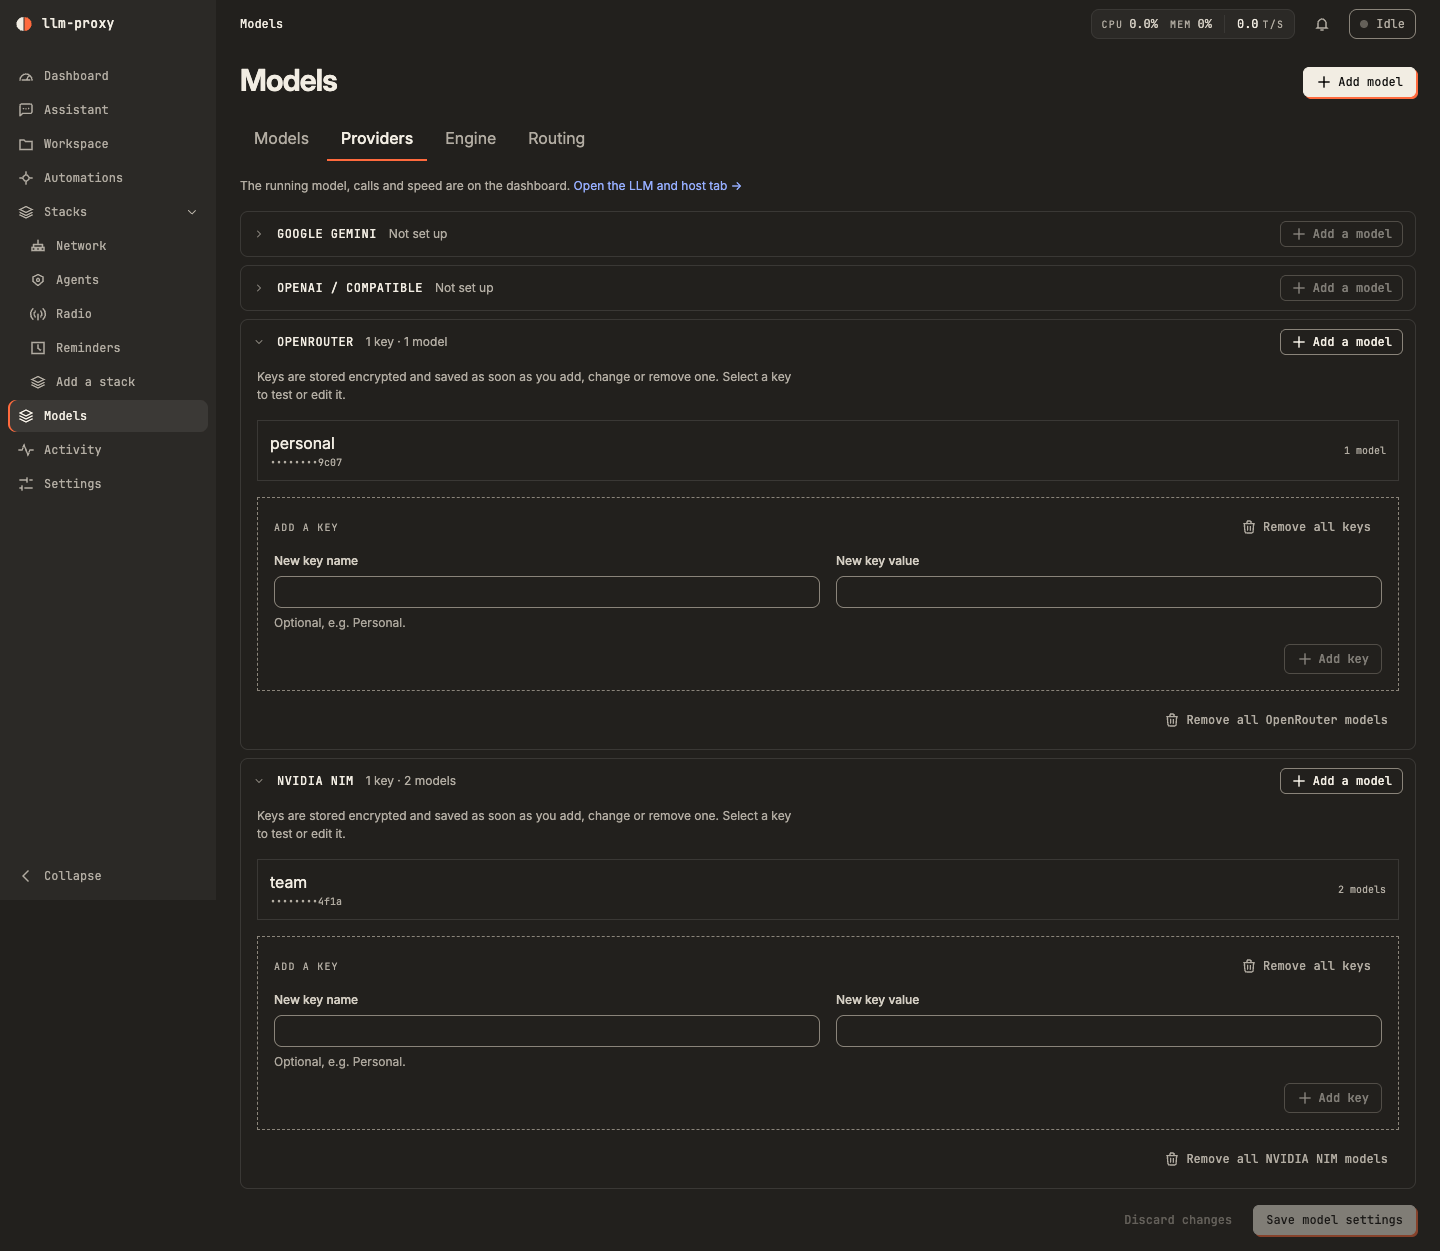 llm-proxy
Dashboard
Assistant
Workspace
Automations
Stacks
Network
Agents
Radio
Reminders
Add a stack
Models
Activity
Settings
Collapse
Models
CPU 0.0% MEM 0% 0.0 T/S
Idle
Models
Add model
Models Providers Engine Routing
The running model, calls and speed are on the dashboard. Open the LLM and host tab →
GOOGLE GEMINI Not set up
Add a model
OPENAI / COMPATIBLE Not set up
Add a model
OPENROUTER 1 key · 1 model
Add a model
Keys are stored encrypted and saved as soon as you add, change or remove one. Select a key
to test or edit it.
personal
••••••••9c07
1 model
ADD A KEY
Remove all keys
New key name
New key value
Optional, e.g. Personal.
Add key
Remove all OpenRouter models
NVIDIA NIM 1 key · 2 models
Add a model
Keys are stored encrypted and saved as soon as you add, change or remove one. Select a key
to test or edit it.
team
••••••••4f1a
2 models
ADD A KEY
Remove all keys
New key name
New key value
Optional, e.g. Personal.
Add key
Remove all NVIDIA NIM models
Discard changes
Save model settings